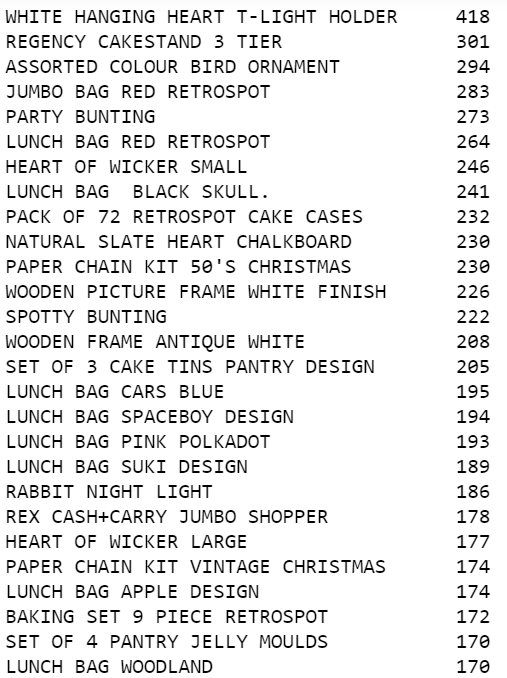 WHITE HANGING HEART T-LIGHT HOLDER 418
REGENCY CAKESTAND 3 TIER 301
ASSORTED COLOUR BIRD ORNAMENT 294
JUMBO BAG RED RETROSPOT 283
PARTY BUNTING 273
LUNCH BAG RED RETROSPOT 264
HEART OF WICKER SMALL 246
LUNCH BAG  BLACK SKULL. 241
PACK OF 72 RETROSPOT CAKE CASES 232
NATURAL SLATE HEART CHALKBOARD 230
PAPER CHAIN KIT 50'S CHRISTMAS 230
WOODEN PICTURE FRAME WHITE FINISH 226
SPOTTY BUNTING 222
WOODEN FRAME ANTIQUE WHITE 208
SET OF 3 CAKE TINS PANTRY DESIGN 205
LUNCH BAG CARS BLUE 195
LUNCH BAG SPACEBOY DESIGN 194
LUNCH BAG PINK POLKADOT 193
LUNCH BAG SUKI DESIGN 189
RABBIT NIGHT LIGHT 186
REX CASH+CARRY JUMBO SHOPPER 178
HEART OF WICKER LARGE 177
PAPER CHAIN KIT VINTAGE CHRISTMAS 174
LUNCH BAG APPLE DESIGN 174
BAKING SET 9 PIECE RETROSPOT 172
SET OF 4 PANTRY JELLY MOULDS 170
LUNCH BAG WOODLAND 170